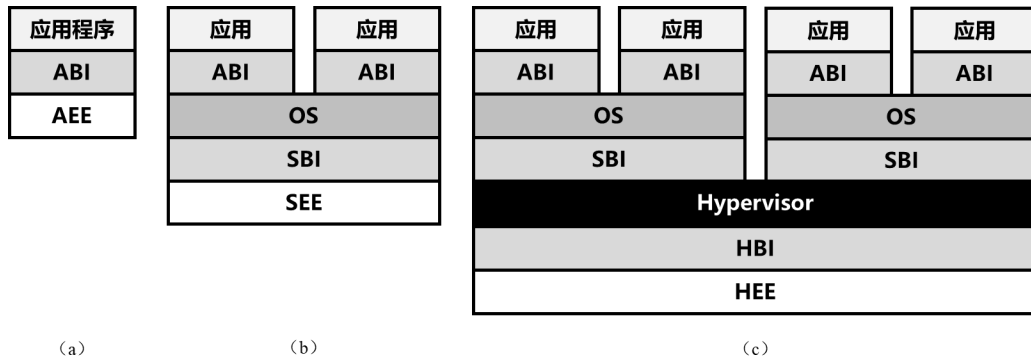 应用程序
ABI
AEE
应用 应用
ABI ABI
OS
SBI
SEE
应用 应用 应用 应用
ABI ABI ABI ABI
OS OS
SBI SBI
Hypervisor
HBI
HEE
（a） （b） （c）